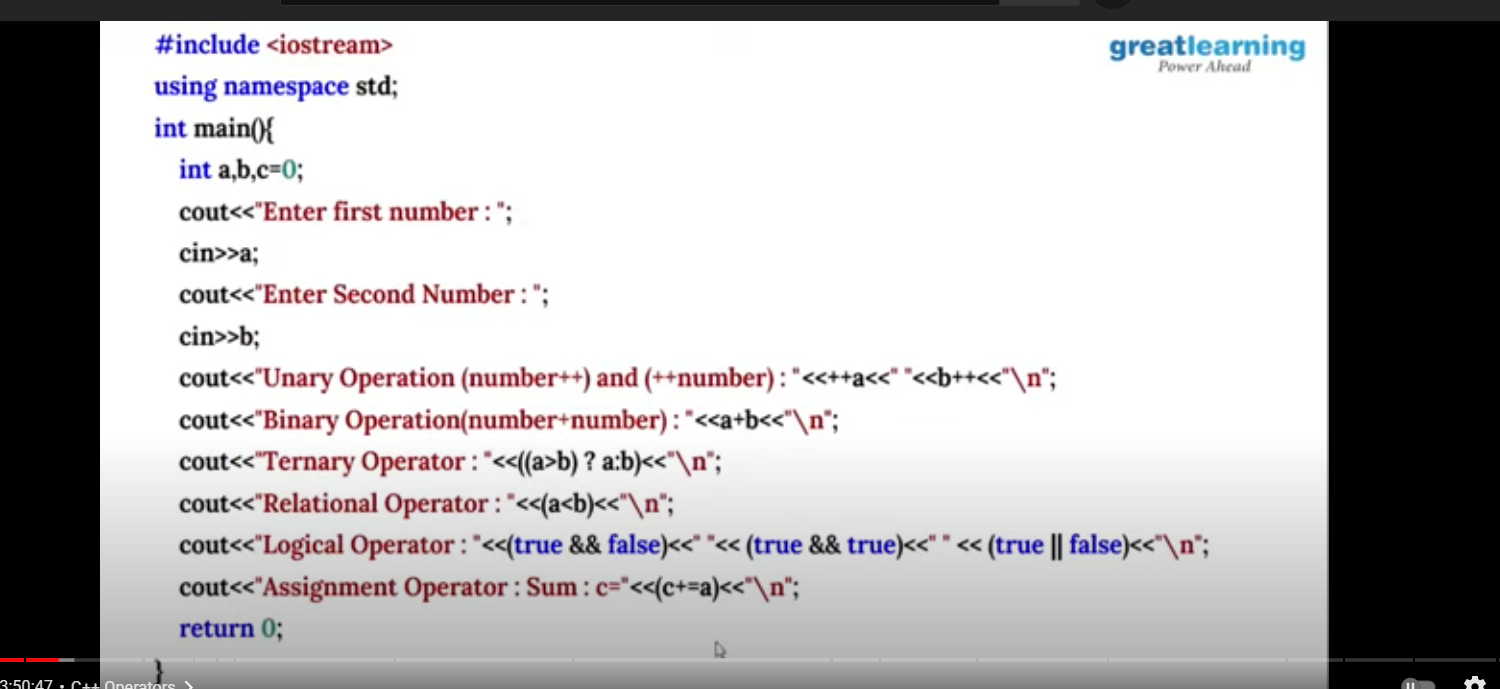 #include <iostream>
greatlearning
Power Ahead
using namespace std;
int main(){
int a,b,c=0;
cout<<"Enter first number : ";
cin>>a;
cout<<"Enter Second Number : ";
cin>>b;
cout<<"Unary Operation (number++) and (++number) : "<<++a<<" "<<b++<<"\n";
cout<<"Binary Operation(number+number) : "<<a+b<<"\n";
cout<<"Ternary Operator : "<<((a>b) ? a:b)<<"\n";
cout<<"Relational Operator : "<<(a<b)<<"\n";
cout<<"Logical Operator : "<<(true && false)<<" "<< (true && true)<<" " << (true || false)<<"\n";
cout<<"Assignment Operator : Sum : c="<<(c+=a)<<"\n";
return 0;
}
3:50:47 • C++ Operators >